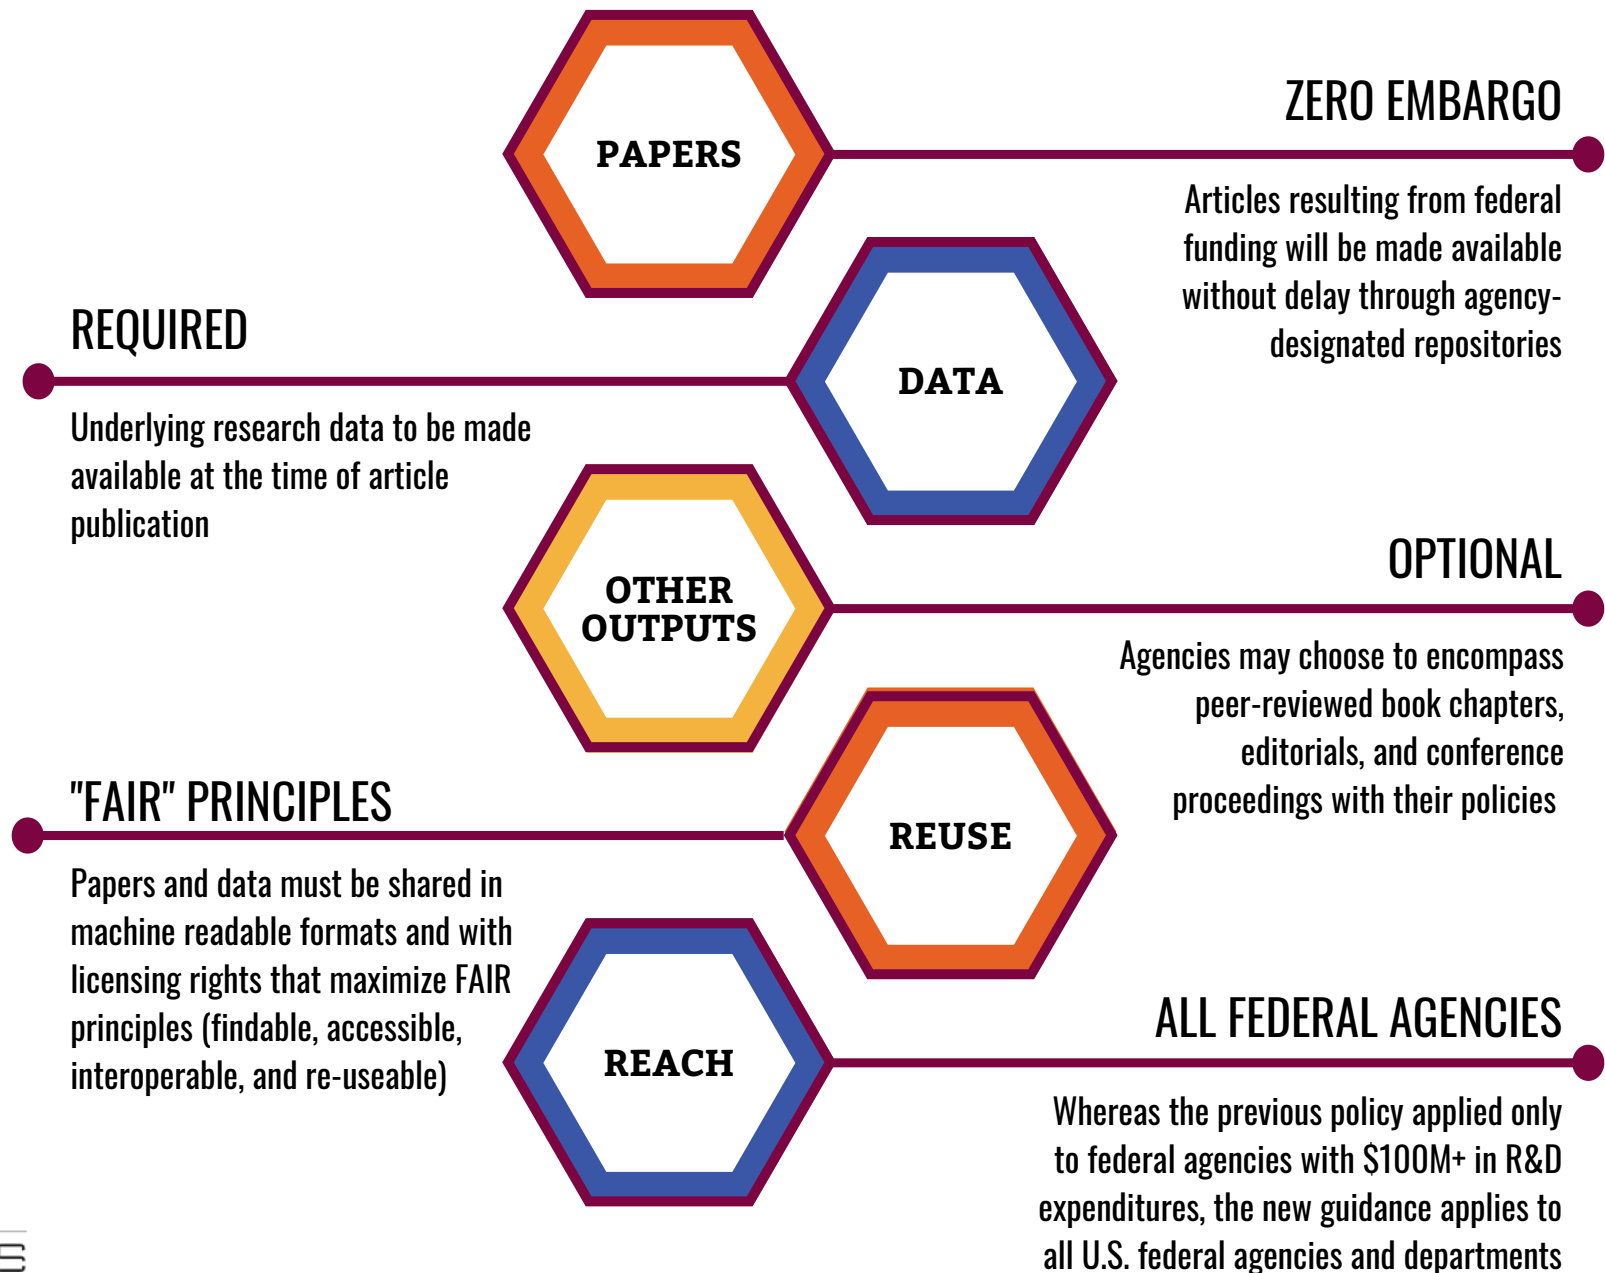 PAPERS
ZERO EMBARGO
Articles resulting from federal
funding will be made available
without delay through agency-
designated repositories
REQUIRED
DATA
Underlying research data to be made
available at the time of article
publication
OTHER
OUTPUTS
OPTIONAL
Agencies may choose to encompass
peer-reviewed book chapters,
editorials, and conference
proceedings with their policies
"FAIR" PRINCIPLES
REUSE
Papers and data must be shared in
machine readable formats and with
licensing rights that maximize FAIR
principles (findable, accessible,
interoperable, and re-useable)
REACH
ALL FEDERAL AGENCIES
Whereas the previous policy applied only
to federal agencies with $100M+ in R&D
expenditures, the new guidance applies to
all U.S. federal agencies and departments